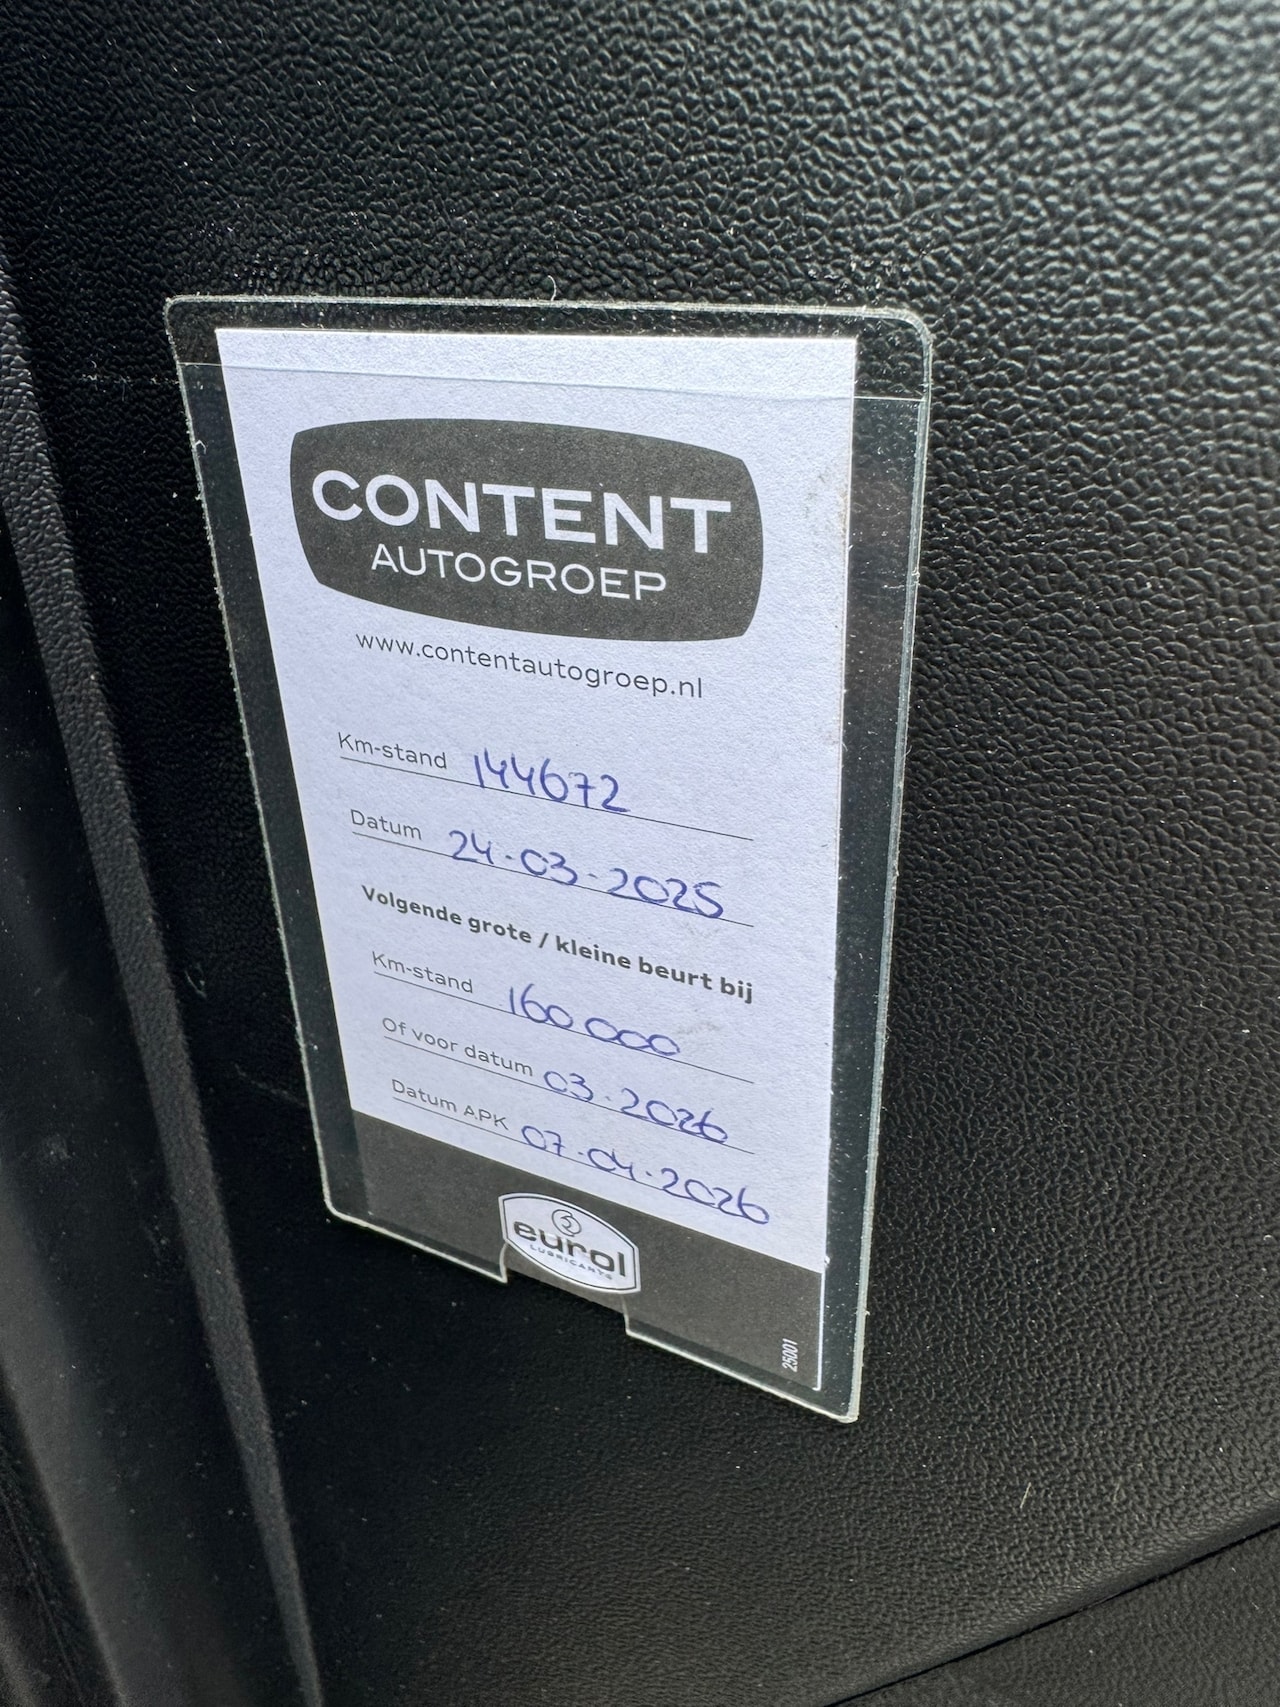 CONTENT
AUTOGROEP
www.contentautogroep.nl
Km-stand 144672
Datum 24-03-2025
Volgende grote / kleine beurt bij
Km-stand 160 000
Of voor datum 03-2026
Datum APK 07-04-2026
eurol
LUBRICANTS
25001